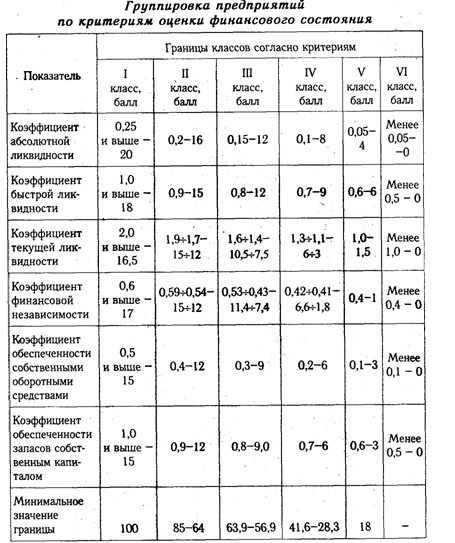 Группировка предприятий
по критериям оценки финансового состояния
Показатель
Границы классов согласно критериям
I
класс,
балл
II
класс,
балл
III
класс,
балл
IV
класс,
балл
V
класс,
балл
VI
класс,
балл
Коэффициент
абсолютной
ликвидности
0,25
и выше –
20
0,2–16
0,15–12
0,1–8
0,05–
4
Менее
0,05–
–0
Коэффициент
быстрой лик-
видности
1,0
и выше –
18
0,9–15
0,8–12
0,7–9
0,6–6
Менее
0,5 – 0
Коэффициент
текущей лик-
видности
2,0
и выше –
16,5
1,9÷1,7–
15÷12
1,6÷1,4–
10,5÷7,5
1,3÷1,1–
6÷3
1,0–
1,5
Менее
1,0 – 0
Коэффициент
финансовой
независимости
0,6
и выше –
17
0,59÷0,54–
15÷12
0,53÷0,43–
11,4÷7,4
0,42÷0,41–
6,6÷1,8
0,4–1
Менее
0,4 – 0
Коэффициент
обеспеченности
собственными
оборотными
средствами
0,5
и выше –
15
0,4–12
0,3–9
0,2–6
0,1–3
Менее
0,1 – 0
Коэффициент
обеспеченности
запасов собст-
венным капи-
талом
1,0
и выше –
15
0,9–12
0,8–9,0
0,7–6
0,6–3
Менее
0,5 – 0
Минимальное
значение
границы
100
85–64
63,9–56,9
41,6–28,3
18
–